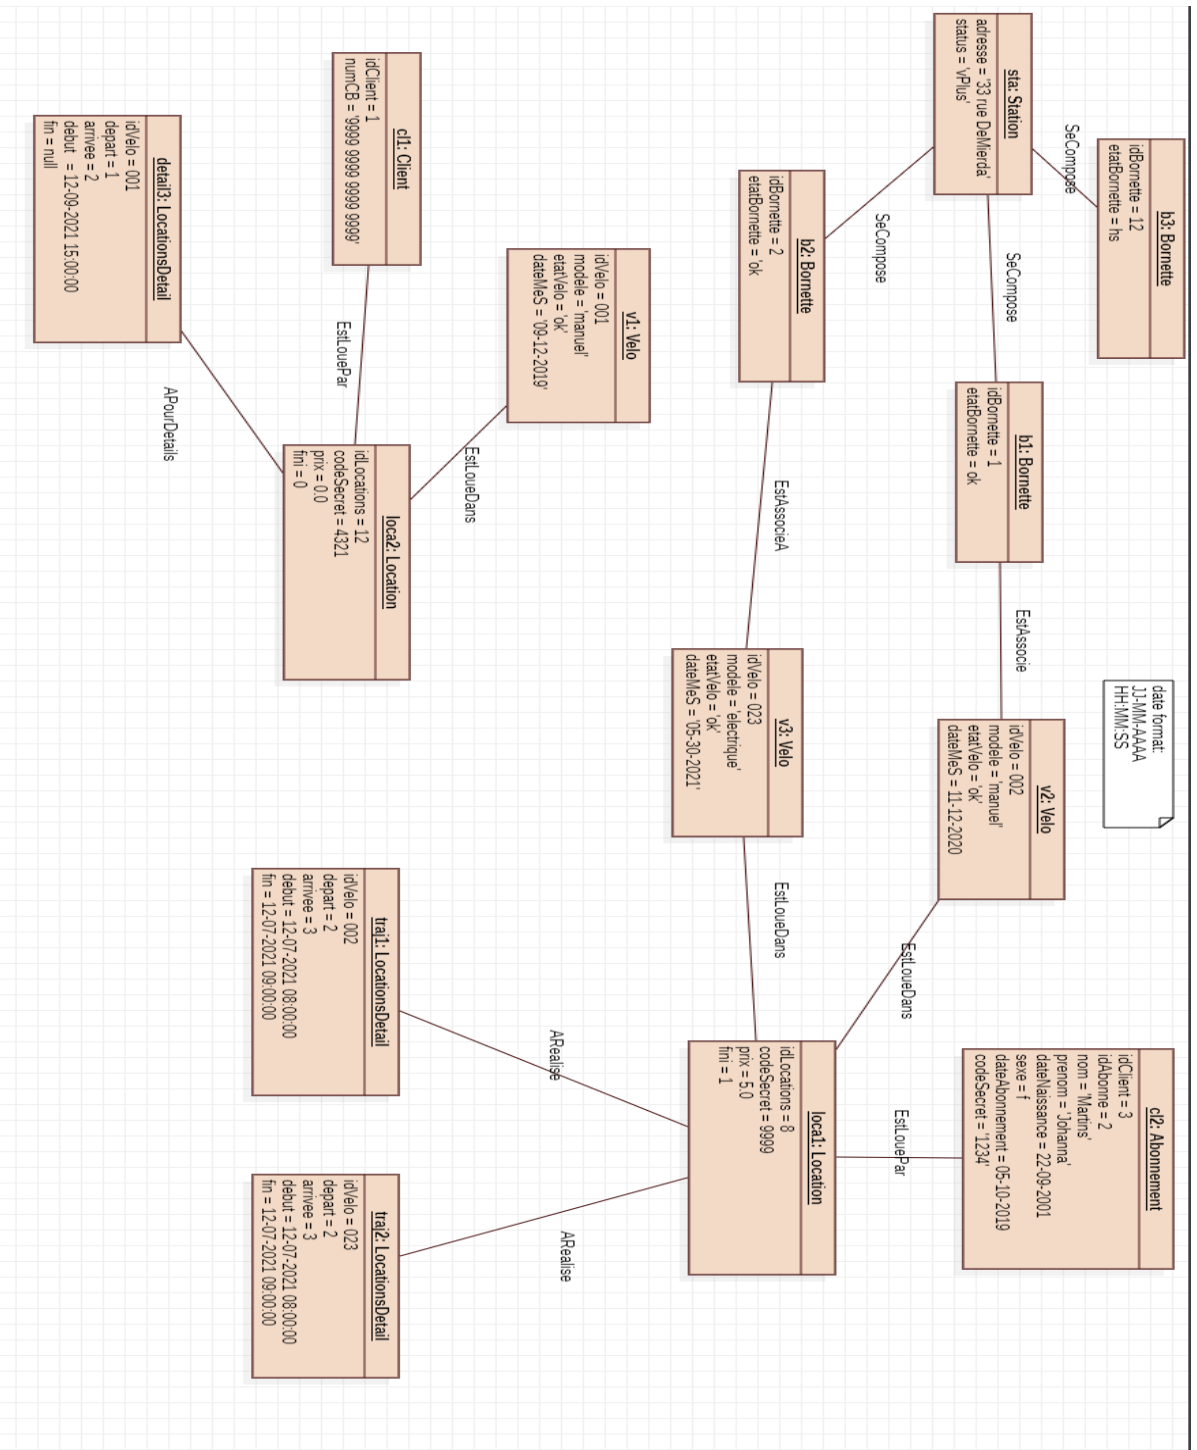 sta: Station
adresse = '33 rue DeMierda'
status = 'vPlus'
SeCompose
b3: Bornette
idBornette = 12
etatBornette = hs
SeCompose
b1: Bornette
idBornette = 1
etatBornette = ok
EstAssocie
date format:
JJ-MM-AAAA
HH:MM:SS
v2: Velo
idVelo = 002
modele = 'manuel'
etatVelo = 'ok'
dateMeS = 11-12-2020
EstLoueDans
cl2: Abonnement
idClient = 3
idAbonne = 2
nom = 'Martins'
prenom = 'Johanna'
dateNaissance = 22-09-2001
sexe = f
dateAbonnement = 05-10-2019
codeSecret = '1234'
EstLouePar
SeCompose
b2: Bornette
idBornette = 2
etatBornette = 'ok
EstAssocieA
v3: Velo
idVelo = 023
modele = 'electrique'
etatVelo = 'ok'
dateMeS = '05-30-2021'
EstLoueDans
loca1: Location
idLocations = 8
codeSecret = 9999
prix = 5.0
fini = 1
v1: Velo
idVelo = 001
modele = 'manuel'
etatVelo = 'ok'
dateMeS = '09-12-2019'
EstLoueDans
ARealise
ARealise
cl1: Client
idClient = 1
numCB = '9999 9999 9999 9999'
EstLouePar
loca2: Location
idLocations = 12
codeSecret = 4321
prix = 0.0
fini = 0
traj1: LocationsDetail
idVelo = 002
depart = 2
arrivee = 3
debut = 12-07-2021 08:00:00
fin = 12-07-2021 09:00:00
traj2: LocationsDetail
idVelo = 023
depart = 2
arrivee = 3
debut = 12-07-2021 08:00:00
fin = 12-07-2021 09:00:00
detail3: LocationsDetail
idVelo = 001
depart = 1
arrivee = 2
debut = 12-09-2021 15:00:00
fin = null
APourDetails